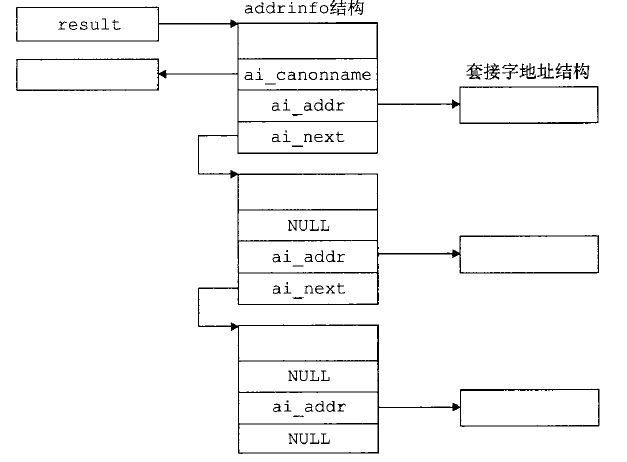 addrinfo结构
result
ai_canonname
套接字地址结构
ai_addr
ai_next
NULL
ai_addr
ai_next
NULL
ai_addr
NULL